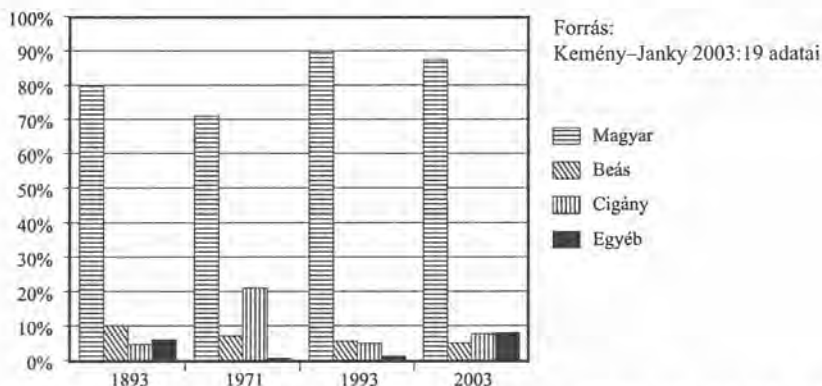 100%
90%
80%
70%
60%
50%
40%
30%
20%
10%
0%
1893 1971 1993 2003
Forrás:
Kemény–Janky 2003:19 adatai
Magyar
Beás
Cigány
Egyéb